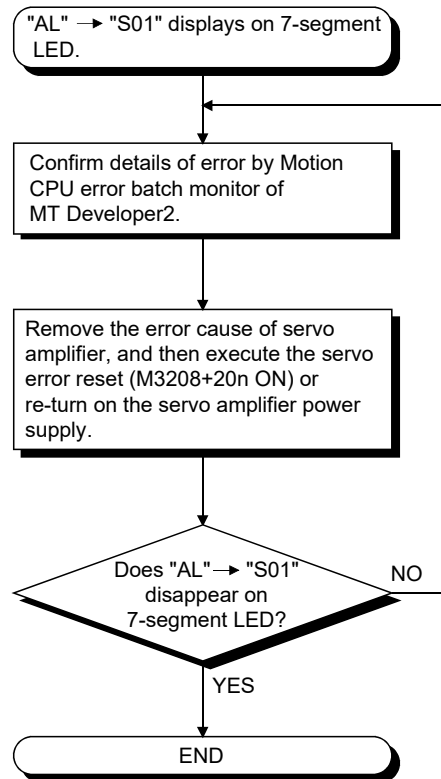 "AL" → "S01" displays on 7-segment
LED.
Confirm details of error by Motion
CPU error batch monitor of
MT Developer2.
Remove the error cause of servo
amplifier, and then execute the servo
error reset (M3208+20n ON) or
re-turn on the servo amplifier power
supply.
Does "AL" → "S01"
disappear on
7-segment LED?
NO
YES
END